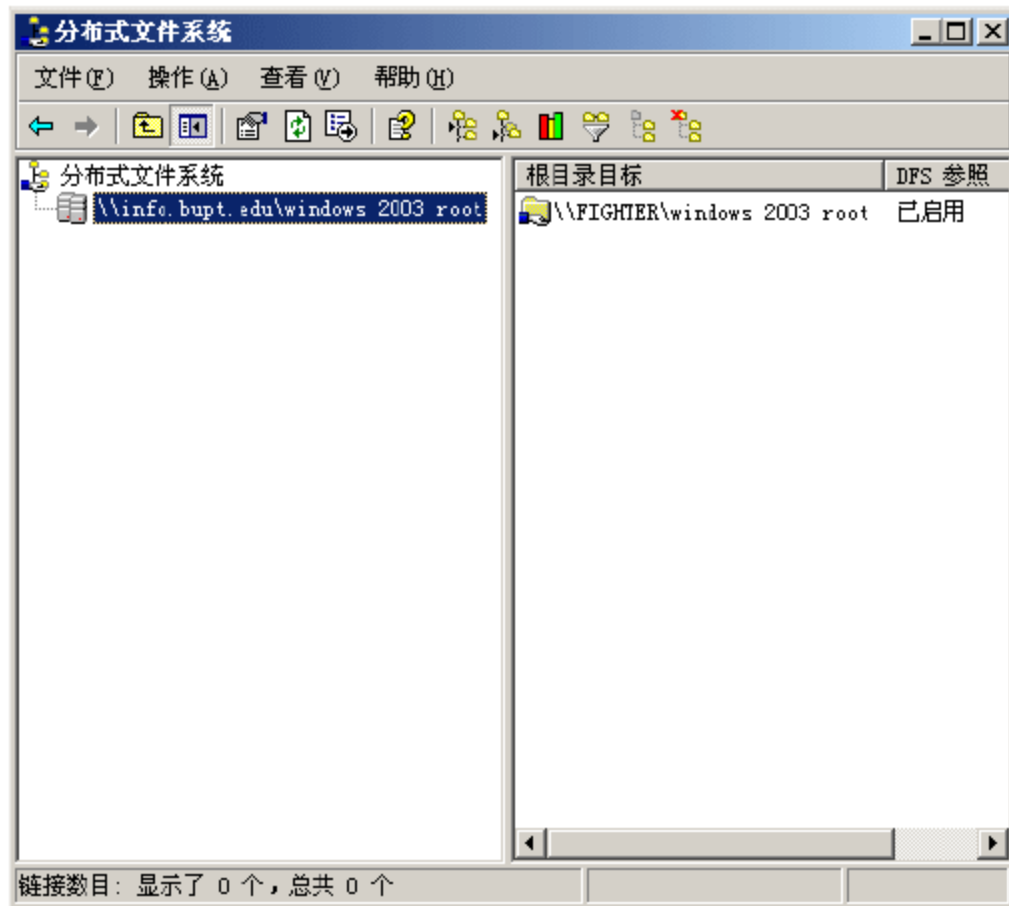 分布式文件系统
文件(F) 操作(A) 查看(V) 帮助(H)
分布式文件系统
\\info.bupt.edu\windows 2003 root
根目录目标 DFS 参照
\\FIGHTER\windows 2003 root 已启用
链接数目: 显示了 0 个，总共 0 个